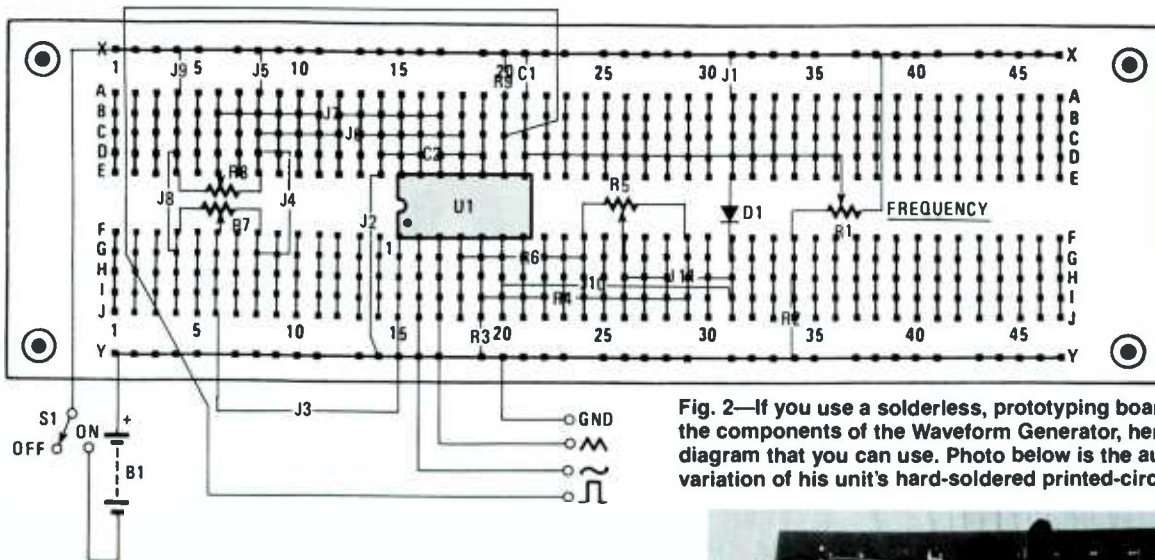 X 1 J9 5 J5 10 15 20 C1 25 30 J1 35 40 45 X
R9
A A
B J7 B
C J6 C
D C2 D
E E
R8
J8 J4 J2 U1 R5 D1 FREQUENCY
R7 R1
F 1 F
G R6 G
H J11 H
I J10 I
J R4 J
1 5 10 15 R3 20 25 30 R2 35 40 45
Y Y
J3
S1
OFF ON + B1
GND
Fig. 2—If you use a solderless, prototyping boar
the components of the Waveform Generator, her
diagram that you can use. Photo below is the au
variation of his unit's hard-soldered printed-circ